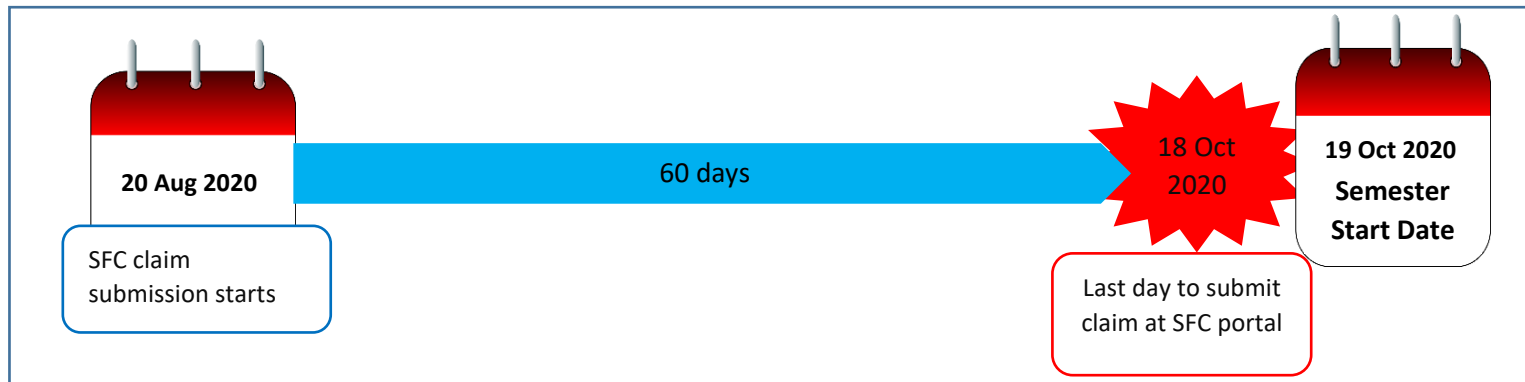 20 Aug 2020
SFC claim
submission starts
60 days
18 Oct
2020
Last day to submit
claim at SFC portal
19 Oct 2020
Semester
Start Date